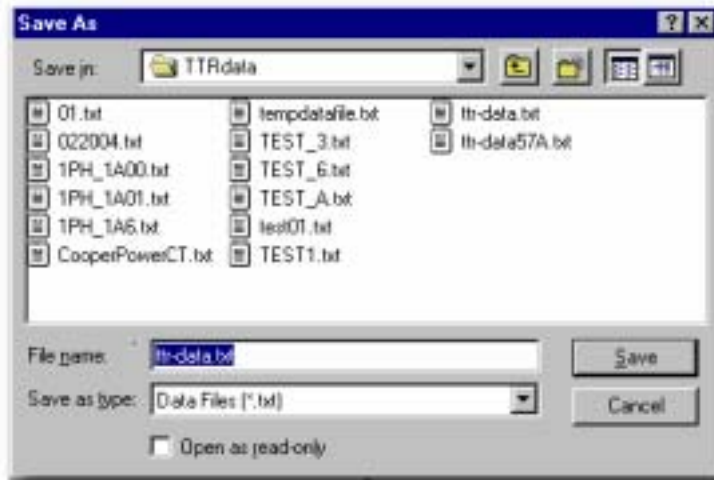 Save As
Save in: TTRdata
01.txt
022004.txt
1PH_1A00.txt
1PH_1A01.txt
1PH_1A6.txt
CooperPowerCT.txt
tempdatafile.txt
TEST_3.txt
TEST_6.txt
TEST_A.txt
test01.txt
TEST1.txt
ttr-data.txt
ttr-data57A.txt
File name: ttr-data.txt
Save
Save as type: Data Files (*.txt)
Cancel
Open as read-only